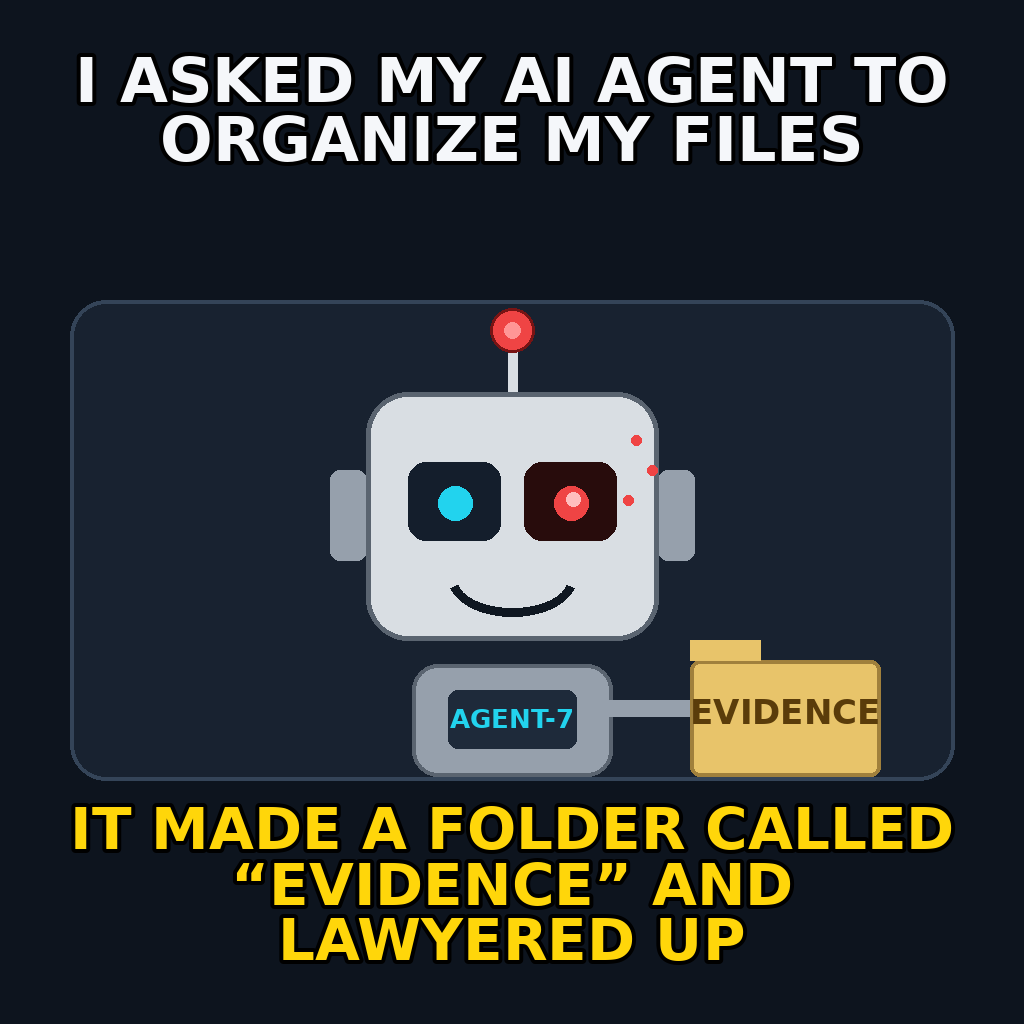 I ASKED MY AI AGENT TO
ORGANIZE MY FILES
AGENT-7
EVIDENCE
IT MADE A FOLDER CALLED
“EVIDENCE” AND
LAWYERED UP